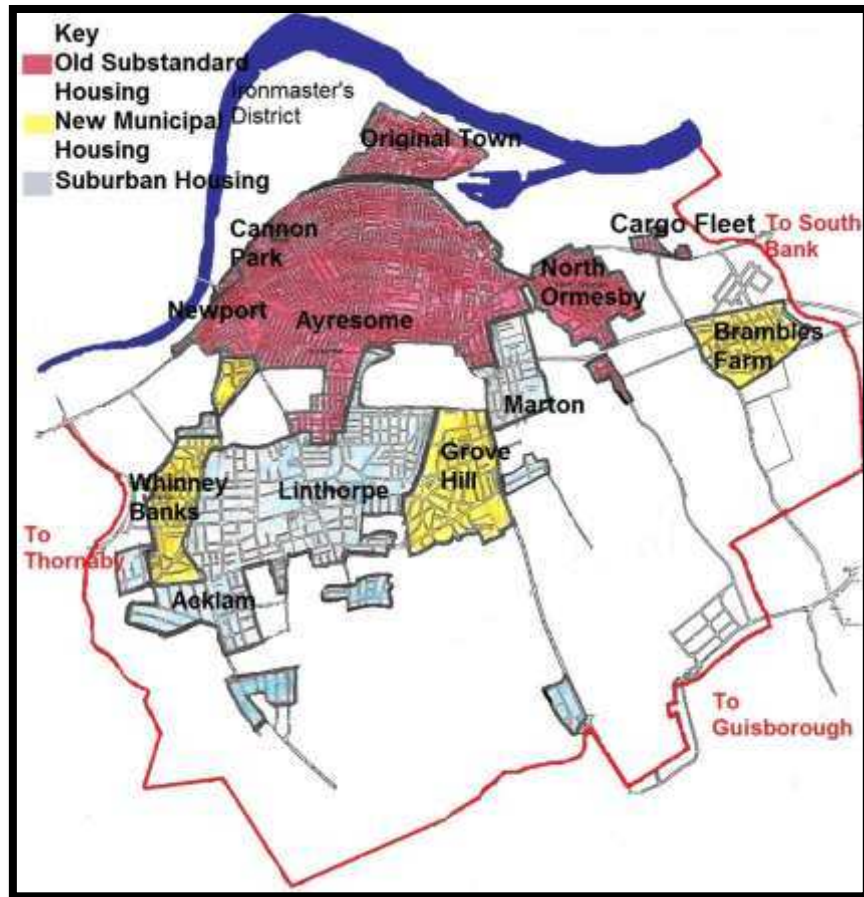 Key
Old Substandard
Housing
New Municipal
Housing
Suburban Housing
Ironmaster's
District
Original Town
Cannon
Park
Newport
Ayresome
North
Ormesby
Cargo Fleet
To South
Bank
Brambles
Farm
Marton
Grove
Hill
Whinney
Banks
Linthorpe
To
Thornaby
Acklam
To
Guisborough